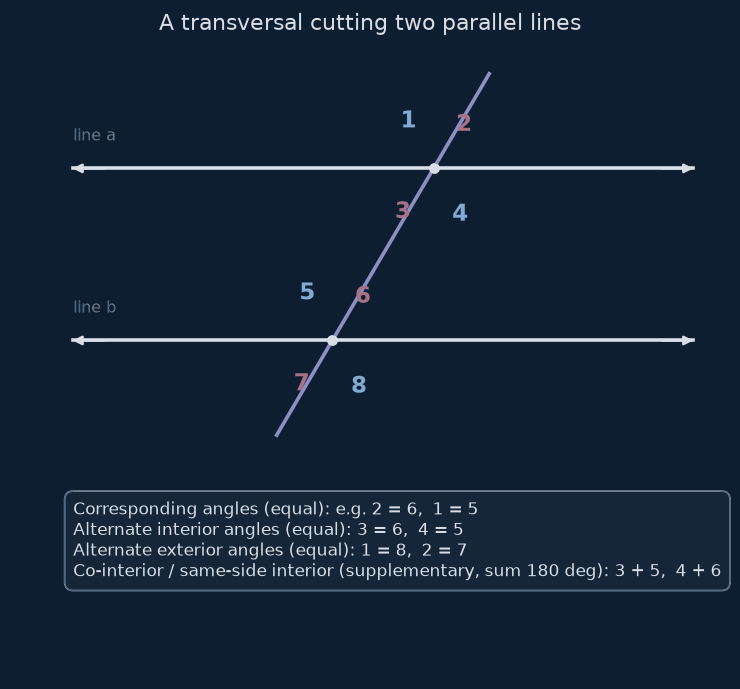 A transversal cutting two parallel lines
1 2
line a
3 4
5 6
line b
7 8
Corresponding angles (equal): e.g. 2 = 6,  1 = 5
Alternate interior angles (equal): 3 = 6,  4 = 5
Alternate exterior angles (equal): 1 = 8,  2 = 7
Co-interior / same-side interior (supplementary, sum 180 deg): 3 + 5,  4 + 6